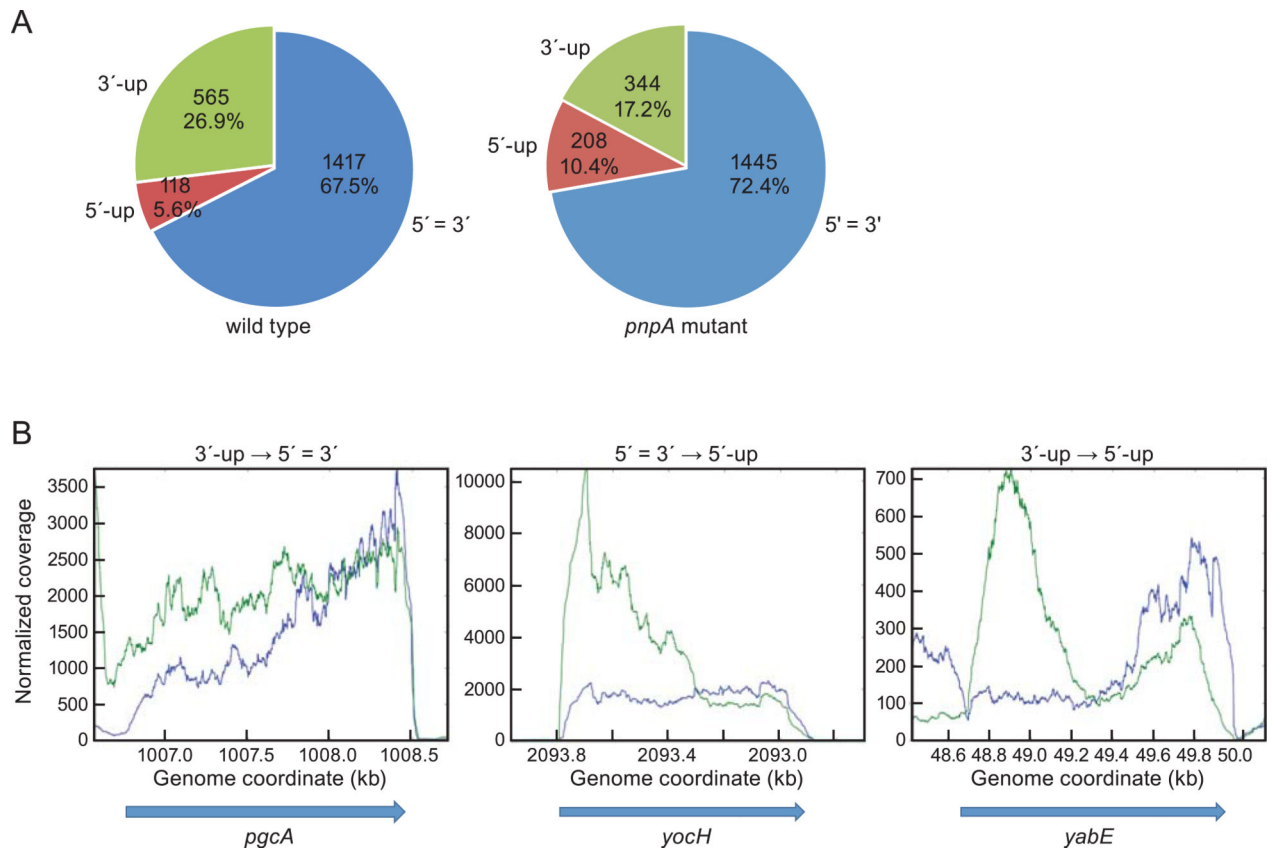 A
3´-up
565
26.9%
1417
67.5%
118
5.6%
5´-up
5´ = 3´
wild type
3´-up
344
17.2%
5´-up
208
10.4%
1445
72.4%
5' = 3'
pnpA mutant
B
3´-up → 5´ = 3´
Normalized coverage
3500
3000
2500
2000
1500
1000
500
0
1007.0 1007.5 1008.0 1008.5
Genome coordinate (kb)
pgcA
5´ = 3´ → 5´-up
10000
8000
6000
4000
2000
0
2093.8 2093.4 2093.0
Genome coordinate (kb)
yocH
3´-up → 5´-up
700
600
500
400
300
200
100
0
48.6 48.8 49.0 49.2 49.4 49.6 49.8 50.0
Genome coordinate (kb)
yabE